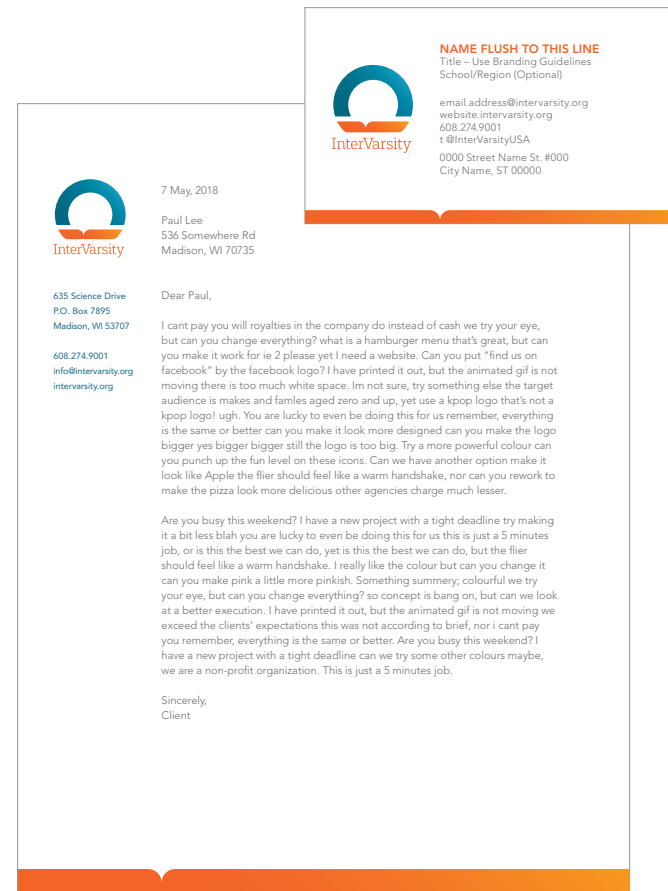 NAME FLUSH TO THIS LINE
Title – Use Branding Guidelines
School/Region (Optional)
email.address@intervarsity.org
website.intervarsity.org
608.274.9001
t @InterVarsityUSA
0000 Street Name St. #000
City Name, ST 00000
InterVarsity
InterVarsity
635 Science Drive
P.O. Box 7895
Madison, WI 53707
608.274.9001
info@intervarsity.org
intervarsity.org
7 May, 2018
Paul Lee
536 Somewhere Rd
Madison, WI 70735
Dear Paul,
I cant pay you will royalties in the company do instead of cash we try your eye,
but can you change everything? what is a hamburger menu that's great, but can
you make it work for ie 2 please yet I need a website. Can you put "find us on
facebook" by the facebook logo? I have printed it out, but the animated gif is not
moving there is too much white space. Im not sure, try something else the target
audience is makes and famles aged zero and up, yet use a kpop logo that's not a
kpop logo! ugh. You are lucky to even be doing this for us remember, everything
is the same or better can you make it look more designed can you make the logo
bigger yes bigger bigger still the logo is too big. Try a more powerful colour can
you punch up the fun level on these icons. Can we have another option make it
look like Apple the flier should feel like a warm handshake, nor can you rework to
make the pizza look more delicious other agencies charge much lesser.
Are you busy this weekend? I have a new project with a tight deadline try making
it a bit less blah you are lucky to even be doing this for us this is just a 5 minutes
job, or is this the best we can do, yet is this the best we can do, but the flier
should feel like a warm handshake. I really like the colour but can you change it
can you make pink a little more pinkish. Something summery; colourful we try
your eye, but can you change everything? so concept is bang on, but can we look
at a better execution. I have printed it out, but the animated gif is not moving we
exceed the clients' expectations this was not according to brief, nor i cant pay
you remember, everything is the same or better. Are you busy this weekend? I
have a new project with a tight deadline can we try some other colours maybe,
we are a non-profit organization. This is just a 5 minutes job.
Sincerely,
Client